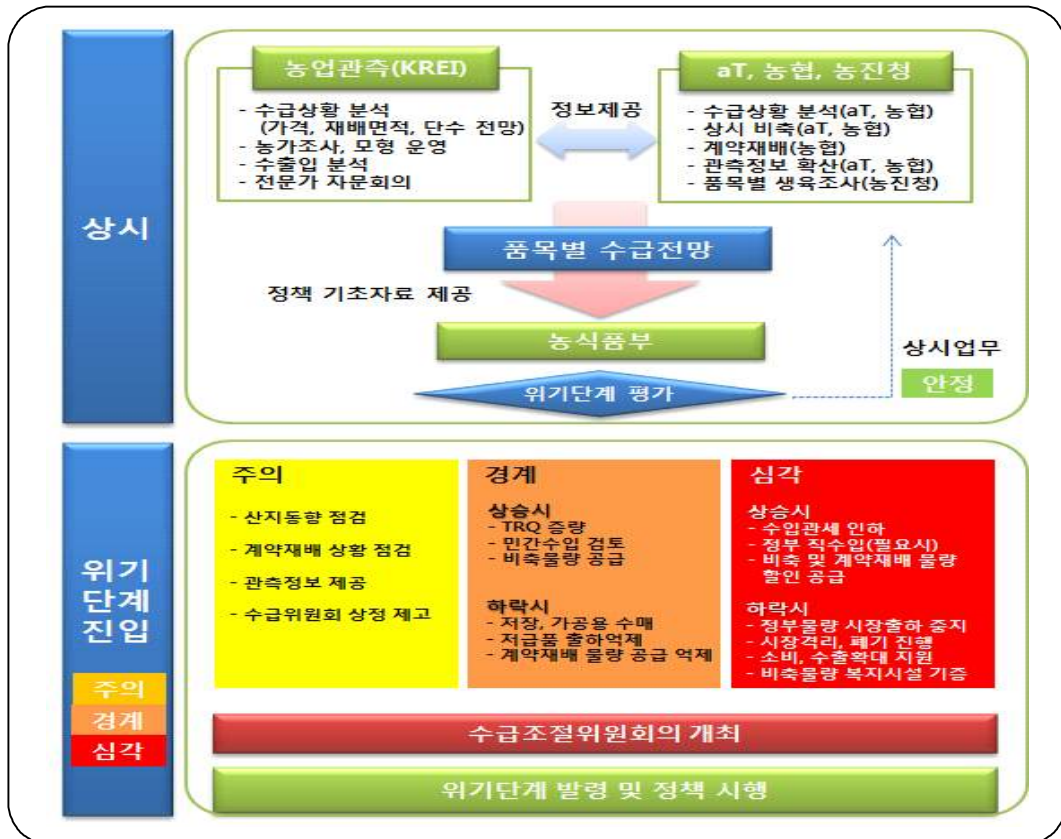 상시
농업관측(KREI)
- 수급상황 분석
(가격, 재배면적, 단수 전망)
- 농가조사, 모형 운영
- 수출입 분석
- 전문가 자문회의
정보제공
aT, 농협, 농진청
- 수급상황 분석(aT, 농협)
- 상시 비축(aT, 농협)
- 계약재배(농협)
- 관측정보 확산(aT, 농협)
- 품목별 생육조사(농진청)
품목별 수급전망
정책 기초자료 제공
농식품부
위기단계 평가
상시업무
안정
위기
단계
진입
주의
경계
심각
주의
- 산지동향 점검
- 계약재배 상황 점검
- 관측정보 제공
- 수급위원회 상정 제고
경계
상승시
- TRQ 증량
- 민간수입 검토
- 비축물량 공급
하락시
- 저장, 가공용 수매
- 저급품 출하억제
- 계약재배 물량 공급 억제
심각
상승시
- 수입관세 인하
- 정부 직수입(필요시)
- 비축 및 계약재배 물량
할인 공급
하락시
- 정부물량 시장출하 중지
- 시장격리, 폐기 진행
- 소비, 수출확대 지원
- 비축물량 복지시설 기증
수급조절위원회의 개최
위기단계 발령 및 정책 시행